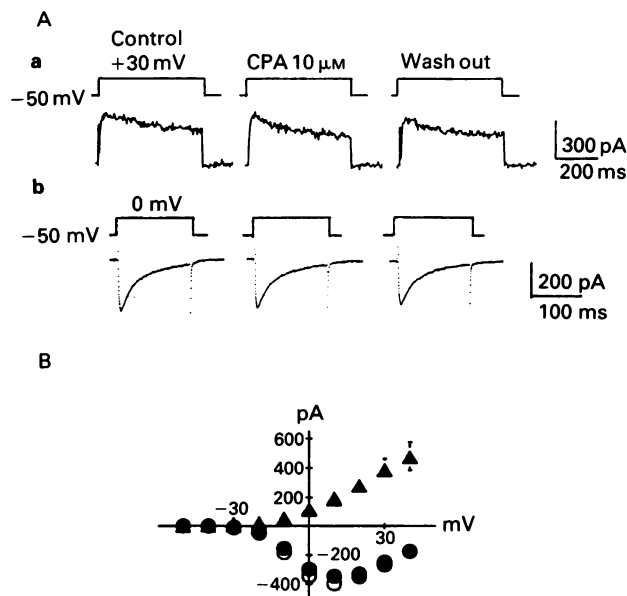 A
a
Control
+30 mV
CPA 10 μM
Wash out
−50 mV
300 pA
200 ms
b
0 mV
−50 mV
200 pA
100 ms
B
pA
600
400
200
−30
30
mV
−200
−400